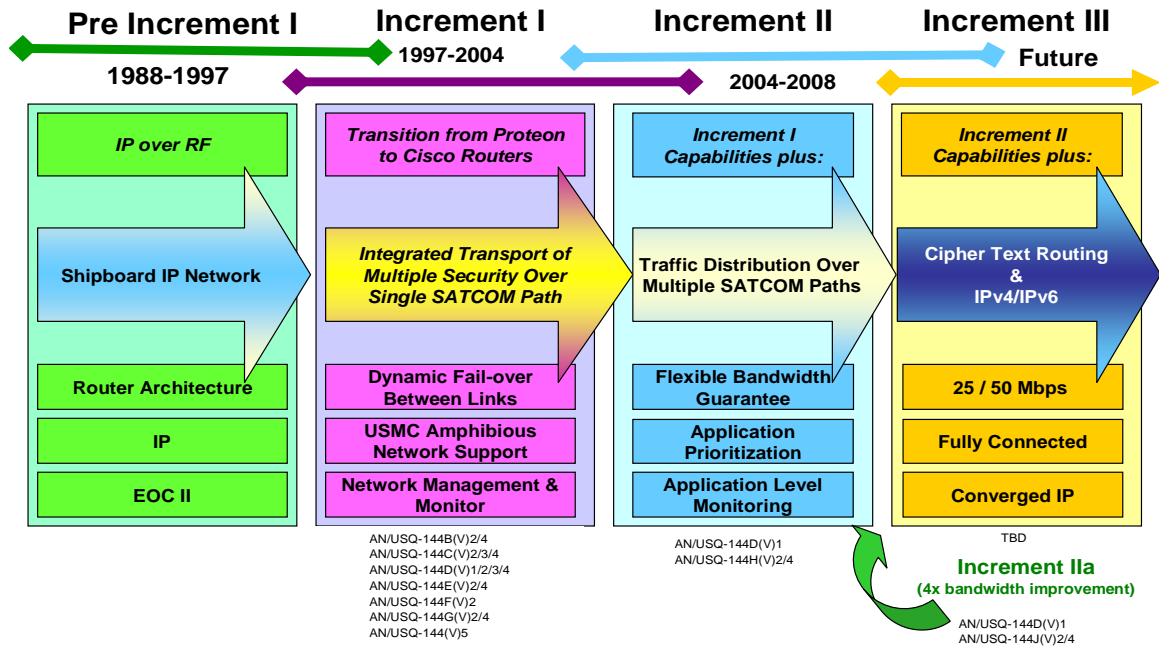 Pre Increment I
1988-1997
IP over RF
Shipboard IP Network
Router Architecture
IP
EOC II
Increment I
1997-2004
Transition from Proteon
to Cisco Routers
Integrated Transport of
Multiple Security Over
Single SATCOM Path
Dynamic Fail-over
Between Links
USMC Amphibious
Network Support
Network Management &
Monitor
AN/USQ-144B(V)2/4
AN/USQ-144C(V)2/3/4
AN/USQ-144D(V)1/2/3/4
AN/USQ-144E(V)2/4
AN/USQ-144F(V)2
AN/USQ-144G(V)2/4
AN/USQ-144(V)5
Increment II
2004-2008
Increment I
Capabilities plus:
Traffic Distribution Over
Multiple SATCOM Paths
Flexible Bandwidth
Guarantee
Application
Prioritization
Application Level
Monitoring
AN/USQ-144D(V)1
AN/USQ-144H(V)2/4
Increment III
Future
Increment II
Capabilities plus:
Cipher Text Routing
&
IPv4/IPv6
25 / 50 Mbps
Fully Connected
Converged IP
TBD
Increment IIa
(4x bandwidth improvement)
AN/USQ-144D(V)1
AN/USQ-144J(V)2/4